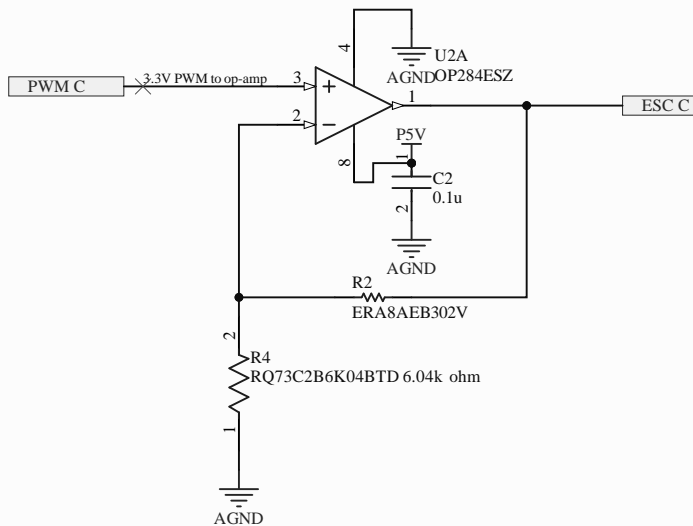 4
U2A
AGND
OP284ESZ
PWM C
3.3V PWM to op-amp
3
1
ESC C
2
P5V
8
1
C2
0.1u
2
AGND
R2
ERA8AEB302V
2
R4
RQ73C2B6K04BTD 6.04k ohm
1
AGND